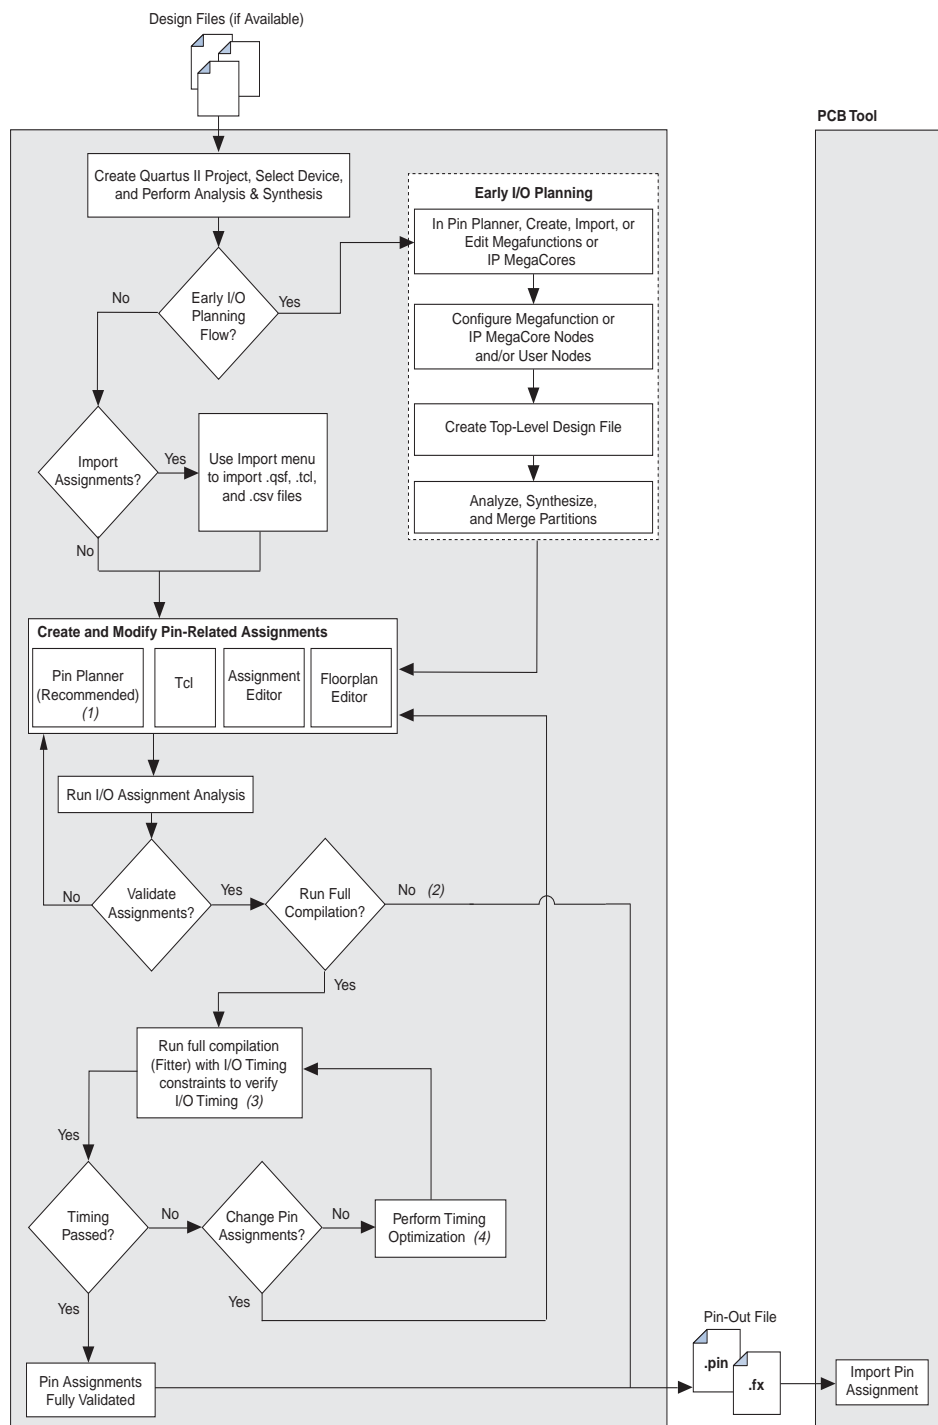 Design Files (if Available)
PCB Tool
Create Quartus II Project, Select Device,
and Perform Analysis & Synthesis
Early I/O Planning
In Pin Planner, Create, Import, or
Edit Megafunctions or
IP MegaCores
No
Early I/O
Planning
Flow?
Yes
Configure Megafunction or
IP MegaCore Nodes
and/or User Nodes
Create Top-Level Design File
Import
Assignments?
Yes
Use Import menu
to import .qsf, .tcl,
and .csv files
Analyze, Synthesize,
and Merge Partitions
No
Create and Modify Pin-Related Assignments
Pin Planner
(Recommended)
(1)
Tcl
Assignment
Editor
Floorplan
Editor
Run I/O Assignment Analysis
No
Validate
Assignments?
Yes
Run Full
Compilation?
No (2)
Yes
Run full compilation
(Fitter) with I/O Timing
constraints to verify
I/O Timing (3)
Yes
Timing
Passed?
No
Change Pin
Assignments?
No
Perform Timing
Optimization (4)
Yes
Yes
Pin-Out File
.pin
.fx
Pin Assignments
Fully Validated
Import Pin
Assignment